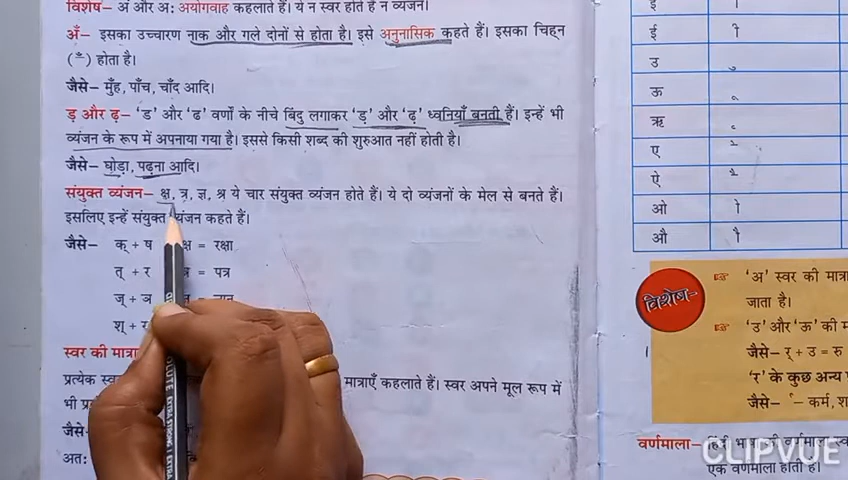 विशेष– अं और अः अयोगवाह कहलाते हैं। ये न स्वर होते हैं न व्यंजन।
अँ– इसका उच्चारण नाक और गले दोनों से होता है। इसे अनुनासिक कहते हैं। इसका चिह्न
(ँ) होता है।
जैसे– मुँह, पाँच, चाँद आदि।
ड़ और ढ़– 'ड' और 'ढ' वर्णों के नीचे बिंदु लगाकर 'ड़' और 'ढ़' ध्वनियाँ बनती हैं। इन्हें भी
व्यंजन के रूप में अपनाया गया है। इससे किसी शब्द की शुरुआत नहीं होती है।
जैसे– घोड़ा, पढ़ना आदि।
संयुक्त व्यंजन– क्ष, त्र, ज्ञ, श्र ये चार संयुक्त व्यंजन होते हैं। ये दो व्यंजनों के मेल से बनते हैं।
इसलिए इन्हें संयुक्त व्यंजन कहते हैं।
जैसे– क् + ष क्ष = रक्षा
त् + र त्र = पत्र
ज् + ञ
श् + र
स्वर की मात्रा
प्रत्येक मात्राएँ कहलाते हैं। स्वर अपने मूल रूप में
भी
जैसे–
अतः
ई ी
उ ु
ऊ ू
ऋ ृ
ए े
ऐ ै
ओ ो
औ ौ
विशेष–
'अ' स्वर की मात्रा
जाता है।
'उ' और 'ऊ' की
जैसे– र् + उ = रु
'र' के कुछ अन्य
जैसे– – कर्म,
वर्णमाला– हिंदी भाषा की वर्णमाला
एक वर्णमाला होती है।
CLIPVUE